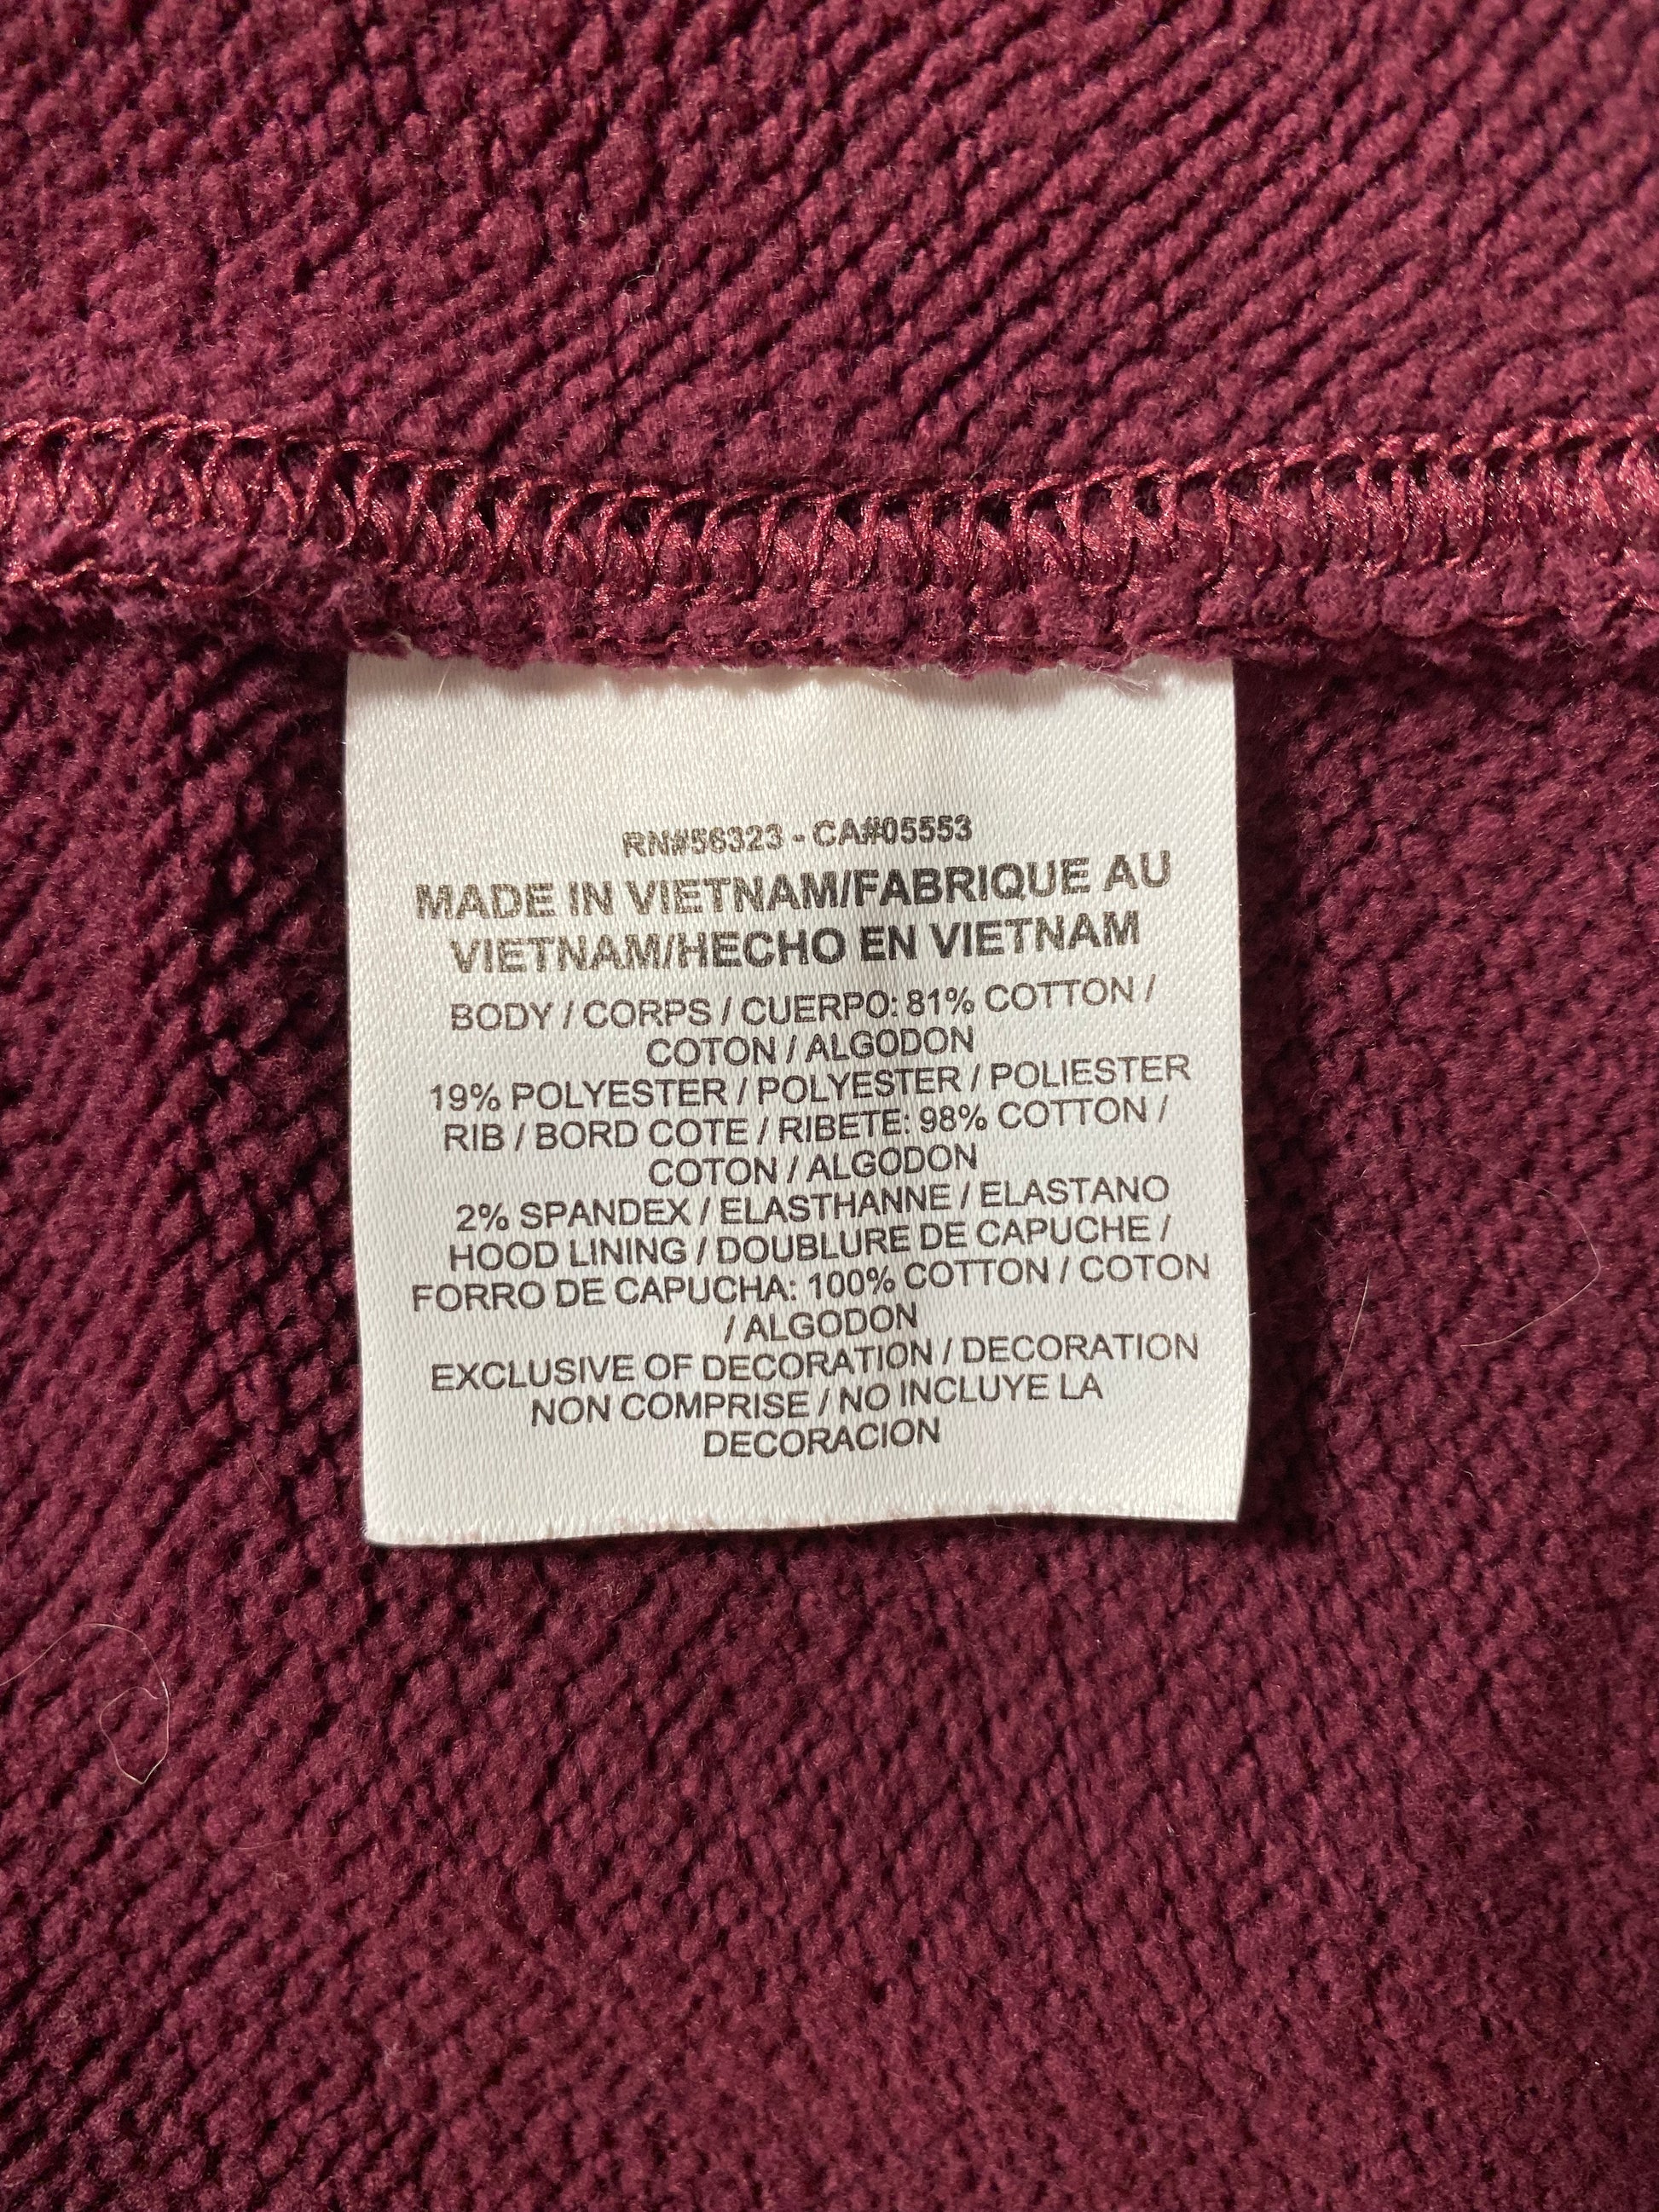 RN#56323 - CA#05553
MADE IN VIETNAM/FABRIQUE AU
VIETNAM/HECHO EN VIETNAM
BODY / CORPS / CUERPO: 81% COTTON /
COTON / ALGODON
19% POLYESTER / POLYESTER / POLIESTER
RIB / BORD COTE / RIBETE: 98% COTTON /
COTON / ALGODON
2% SPANDEX / ELASTHANNE / ELASTANO
HOOD LINING / DOUBLURE DE CAPUCHE /
FORRO DE CAPUCHA: 100% COTTON / COTON
/ ALGODON
EXCLUSIVE OF DECORATION / DECORATION
NON COMPRISE / NO INCLUYE LA
DECORACION